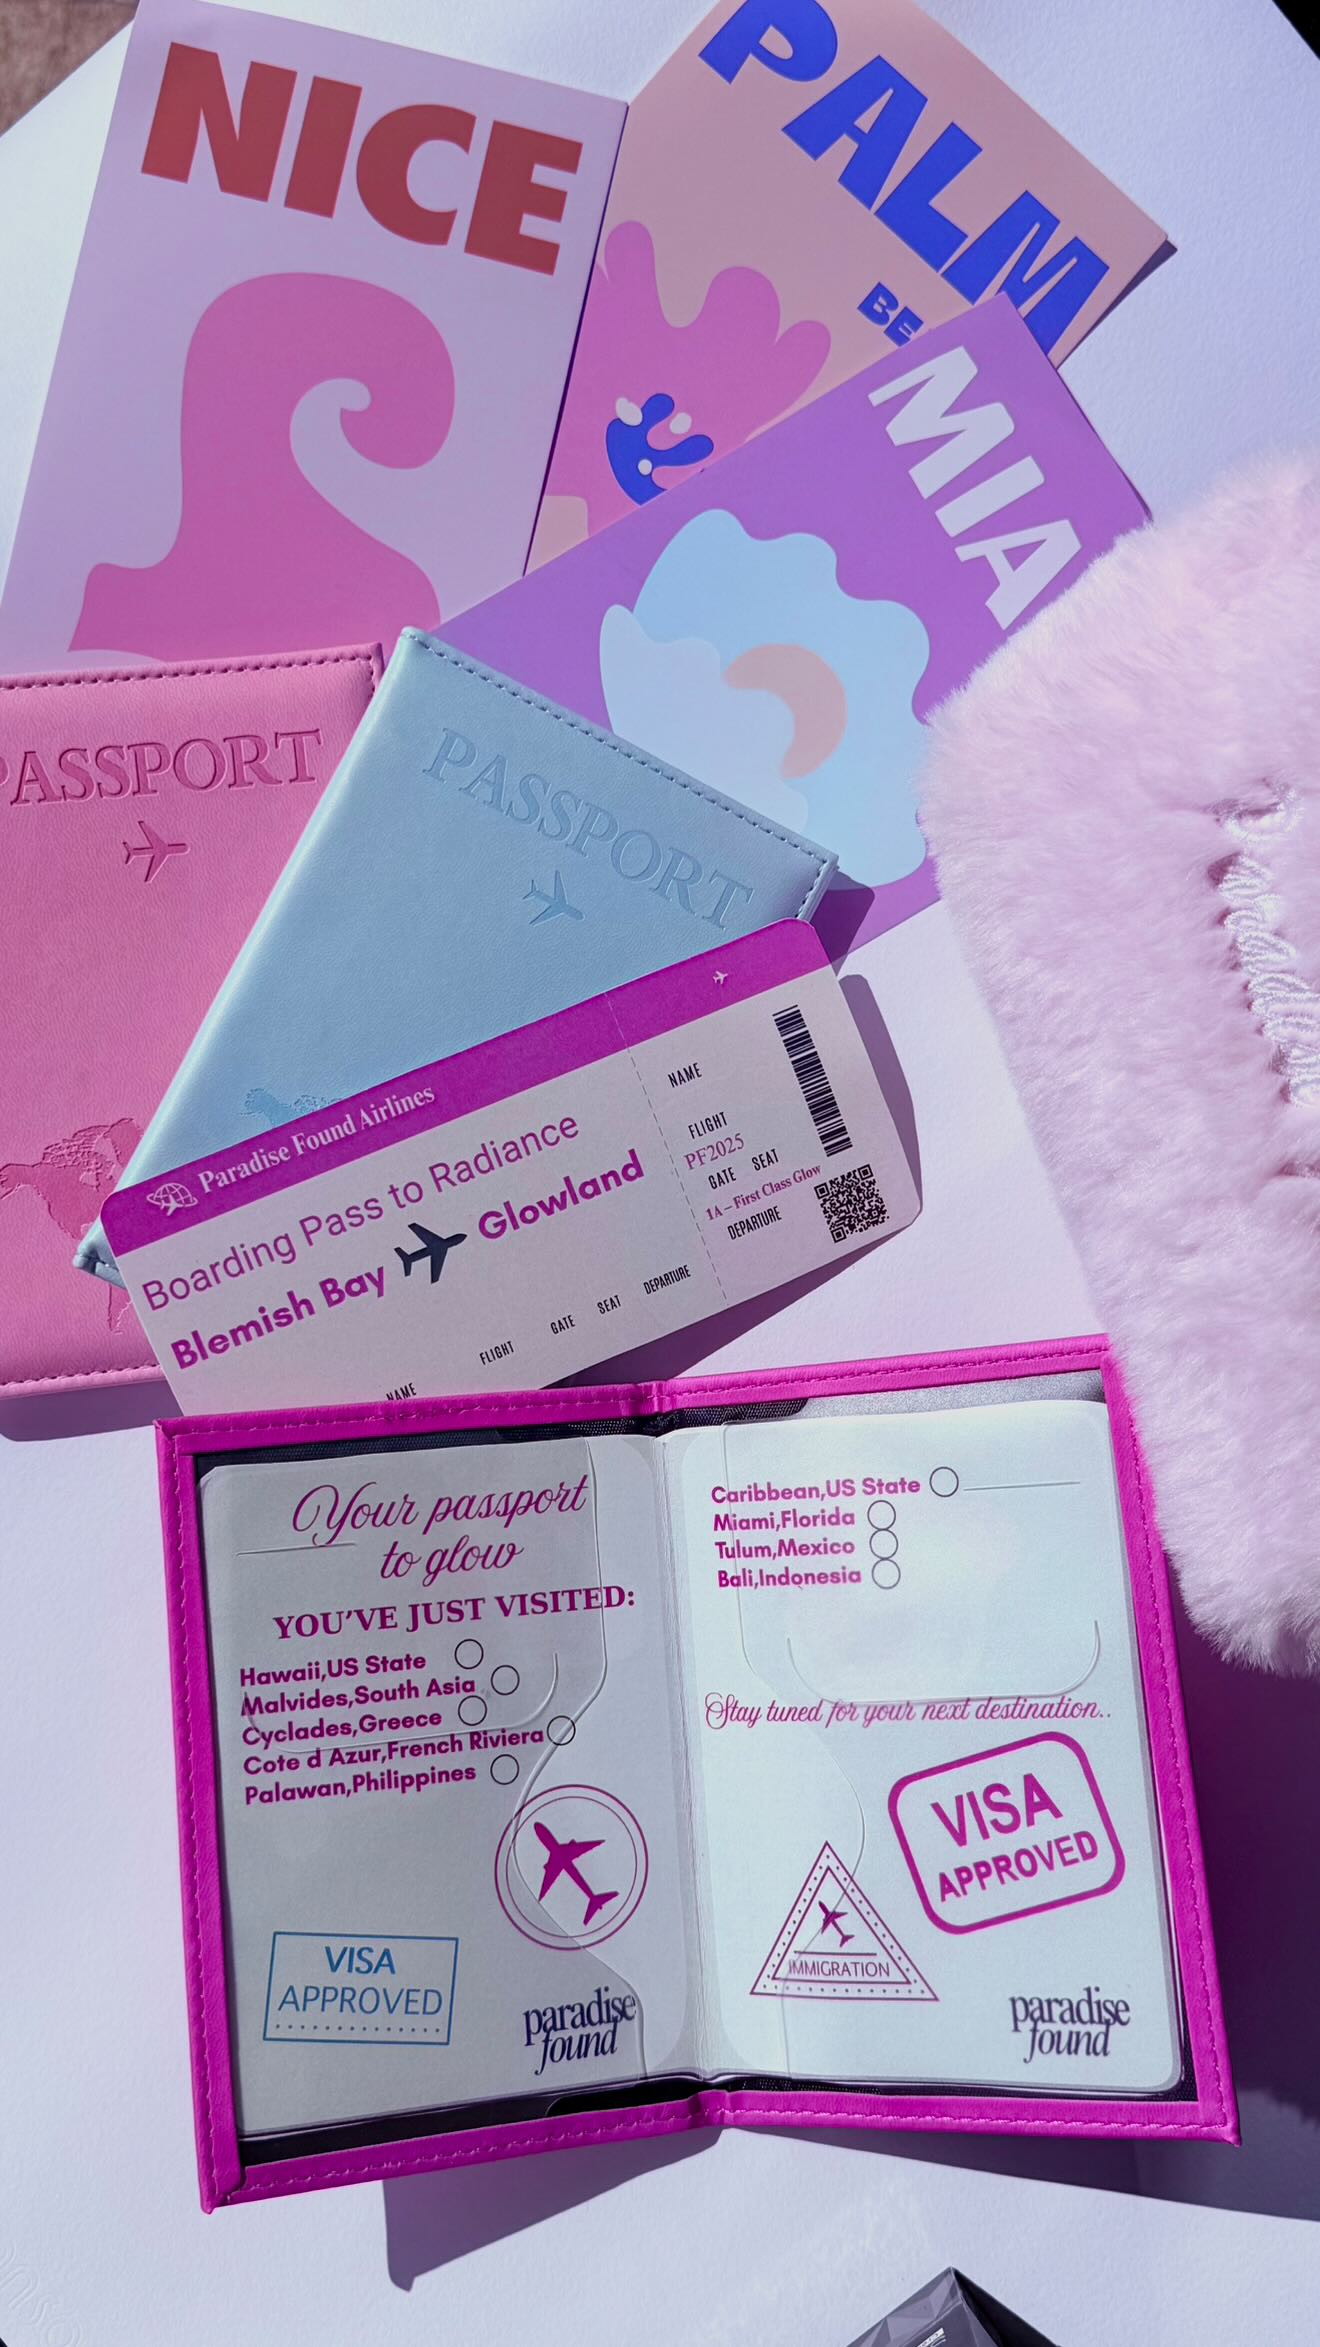 NICE
PALM
MIA
PASSPORT
PASSPORT
Paradise Found Airlines
Boarding Pass to Radiance
Blemish Bay Glowland
NAME
FLIGHT
GATE
SEAT
DEPARTURE
NAME
FLIGHT
PF2025
GATE SEAT
1A – First Class Glow
DEPARTURE
Your passport
to glow
YOU'VE JUST VISITED:
Hawaii,US State
Malvides,South Asia
Cyclades,Greece
Cote d Azur,French Riviera
Palawan,Philippines
VISA
APPROVED
paradise
found
Caribbean,US State
Miami,Florida
Tulum,Mexico
Bali,Indonesia
Stay tuned for your next destination..
VISA
APPROVED
IMMIGRATION
paradise
found